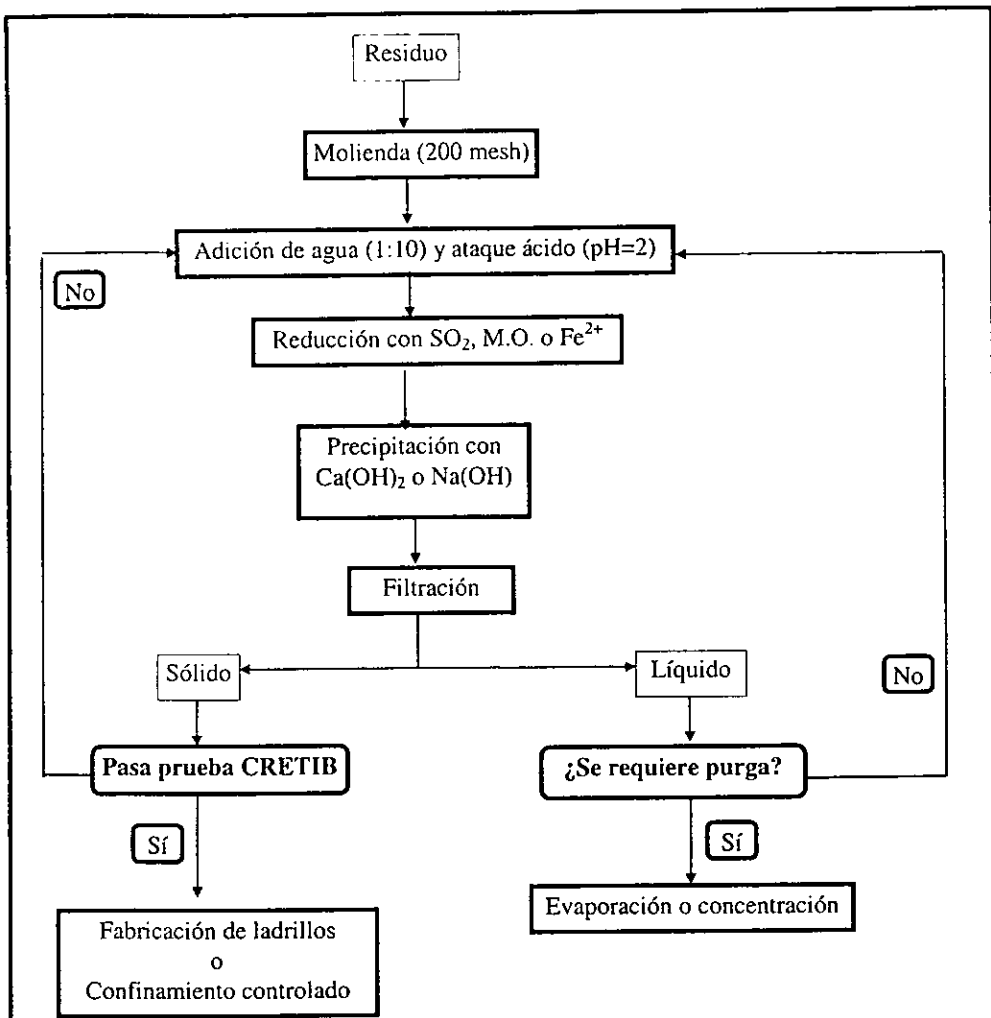 Residuo
Molienda (200 mesh)
Adición de agua (1:10) y ataque ácido (pH=2)
No
Reducción con SO₂, M.O. o Fe²⁺
Precipitación con
Ca(OH)₂ o Na(OH)
Filtración
Sólido
Líquido
No
Pasa prueba CRETIB
¿Se requiere purga?
Sí
Sí
Fabricación de ladrillos
o
Confinamiento controlado
Evaporación o concentración